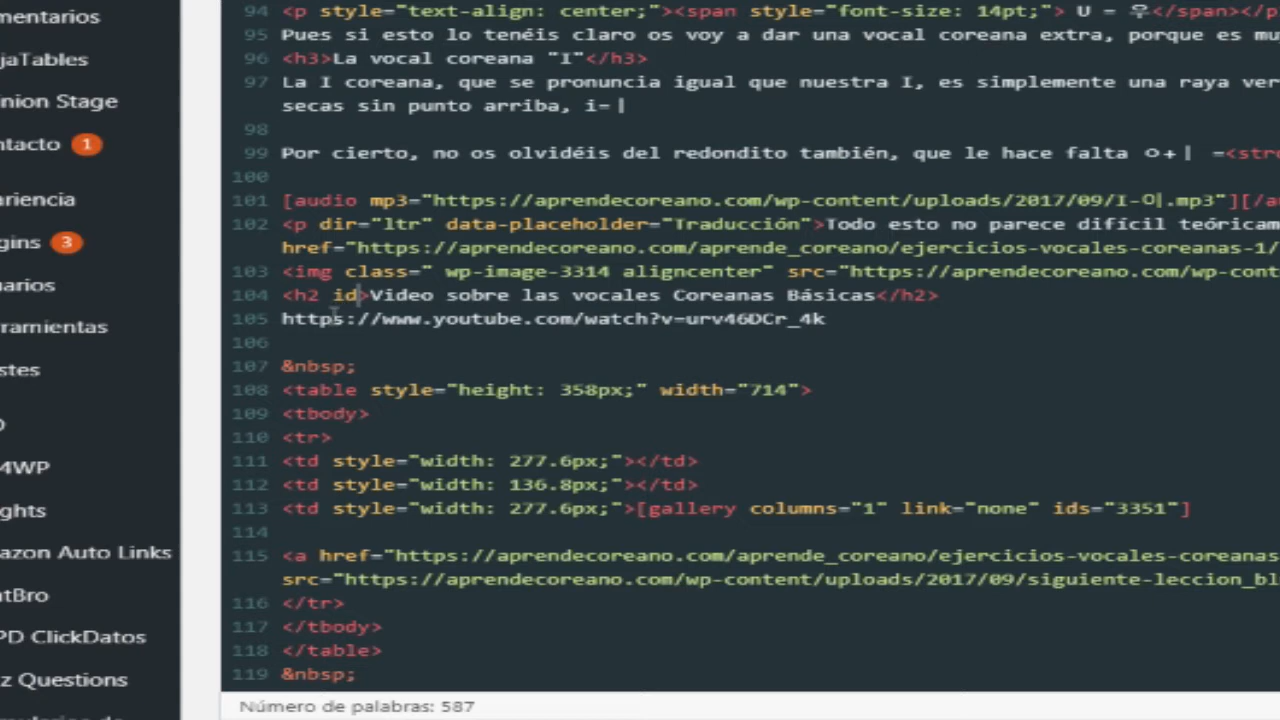 mentarios
jaTables
nion Stage
ntacto 1
ariencia
gins 3
arios
ramientas
stes
4WP
ghts
azon Auto Links
tBro
PD ClickDatos
z Questions
94 <p style="text-align: center;"><span style="font-size: 14pt;"> U = 우</span></p
95 Pues si esto lo tenéis claro os voy a dar una vocal coreana extra, porque es mu
96 <h3>La vocal coreana "I"</h3>
97 La I coreana, que se pronuncia igual que nuestra I, es simplemente una raya ver
secas sin punto arriba, i=ㅣ
98
99 Por cierto, no os olvidéis del redondito también, que le hace falta ㅇ+ㅣ =<stro
100
101 [audio mp3="https://aprendecoreano.com/wp-content/uploads/2017/09/I-이.mp3"][/a
102 <p dir="ltr" data-placeholder="Traducción">Todo esto no parece difícil teóricam
href="https://aprendecoreano.com/aprende_coreano/ejercicios-vocales-coreanas-1/
103 <img class=" wp-image-3314 aligncenter" src="https://aprendecoreano.com/wp-cont
104 <h2 id>Video sobre las vocales Coreanas Básicas</h2>
105 https://www.youtube.com/watch?v=urv46DCr_4k
106
107 &nbsp;
108 <table style="height: 358px;" width="714">
109 <tbody>
110 <tr>
111 <td style="width: 277.6px;"></td>
112 <td style="width: 136.8px;"></td>
113 <td style="width: 277.6px;">[gallery columns="1" link="none" ids="3351"]
114
115 <a href="https://aprendecoreano.com/aprende_coreano/ejercicios-vocales-coreanas
src="https://aprendecoreano.com/wp-content/uploads/2017/09/siguiente-leccion_bl
116 </tr>
117 </tbody>
118 </table>
119 &nbsp;
Número de palabras: 587